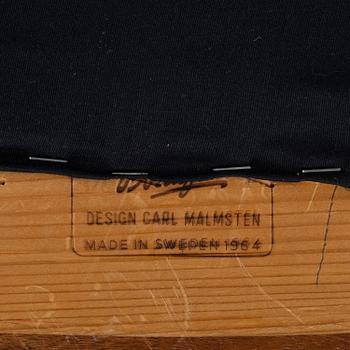 DESIGN CARL MALMSTEN
MADE IN SWEDEN 1964